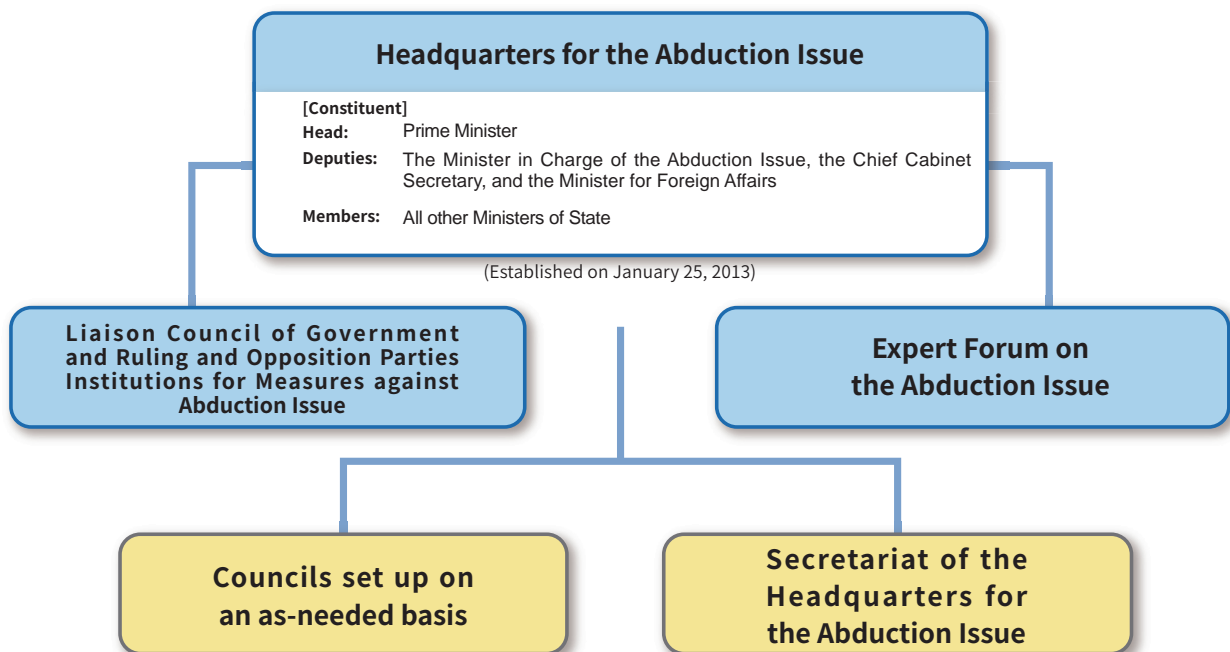 Headquarters for the Abduction Issue
[Constituent]
Head: Prime Minister
Deputies: The Minister in Charge of the Abduction Issue, the Chief Cabinet
Secretary, and the Minister for Foreign Affairs
Members: All other Ministers of State
(Established on January 25, 2013)
Liaison Council of Government
and Ruling and Opposition Parties
Institutions for Measures against
Abduction Issue
Expert Forum on
the Abduction Issue
Councils set up on
an as-needed basis
Secretariat of the
Headquarters for
the Abduction Issue